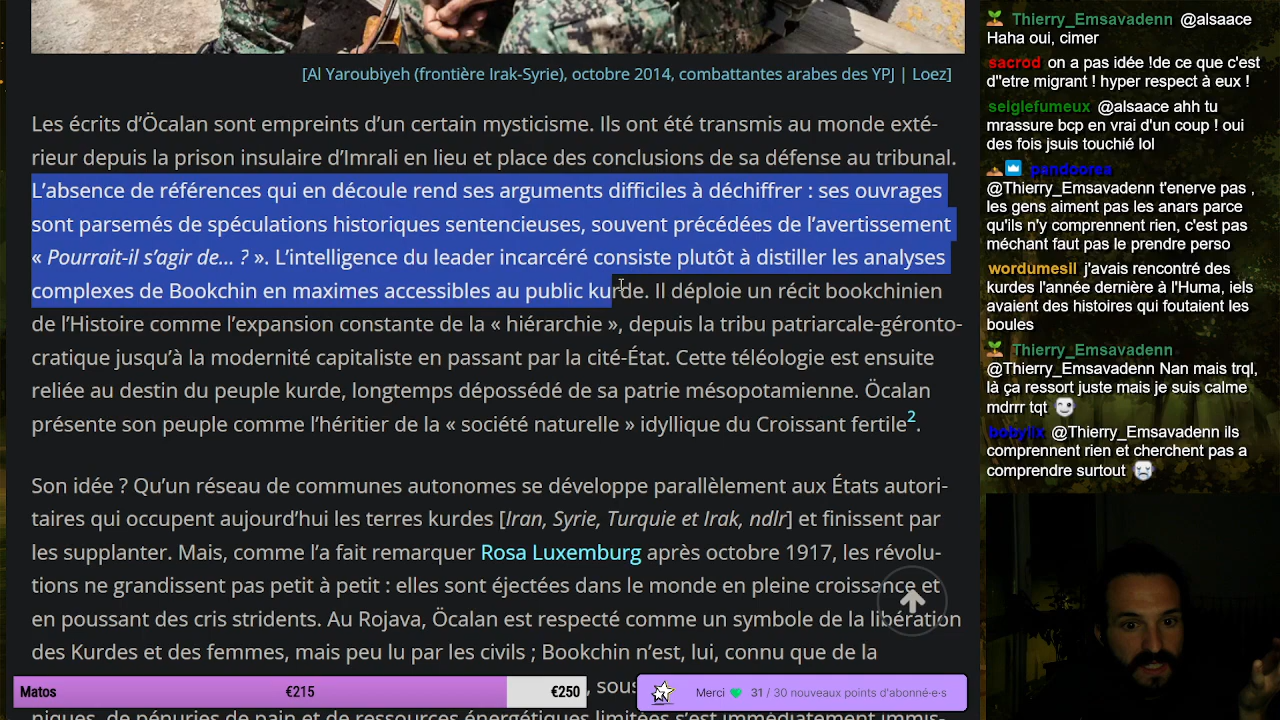 [Al Yaroubiyeh (frontière Irak-Syrie), octobre 2014, combattantes arabes des YPJ | Loez]
Les écrits d’Öcalan sont empreints d’un certain mysticisme. Ils ont été transmis au monde exté-
rieur depuis la prison insulaire d’Imrali en lieu et place des conclusions de sa défense au tribunal.
L’absence de références qui en découle rend ses arguments difficiles à déchiffrer : ses ouvrages
sont parsemés de spéculations historiques sentencieuses, souvent précédées de l’avertissement
« Pourrait-il s’agir de… ? ». L’intelligence du leader incarcéré consiste plutôt à distiller les analyses
complexes de Bookchin en maximes accessibles au public kurde. Il déploie un récit bookchinien
de l’Histoire comme l’expansion constante de la « hiérarchie », depuis la tribu patriarcale-géronto-
cratique jusqu’à la modernité capitaliste en passant par la cité-État. Cette téléologie est ensuite
reliée au destin du peuple kurde, longtemps dépossédé de sa patrie mésopotamienne. Öcalan
présente son peuple comme l’héritier de la « société naturelle » idyllique du Croissant fertile2.
Son idée ? Qu’un réseau de communes autonomes se développe parallèlement aux États autori-
taires qui occupent aujourd’hui les terres kurdes [Iran, Syrie, Turquie et Irak, ndlr] et finissent par
les supplanter. Mais, comme l’a fait remarquer Rosa Luxemburg après octobre 1917, les révolu-
tions ne grandissent pas petit à petit : elles sont éjectées dans le monde en pleine croissance et
en poussant des cris stridents. Au Rojava, Öcalan est respecté comme un symbole de la libération
des Kurdes et des femmes, mais peu lu par les civils ; Bookchin n’est, lui, connu que de la
, sous
niques, de pénuries de pain et de ressources énergétiques limitées s’est immédiatement immis-
Matos
€215
€250
Merci 31 / 30 nouveaux points d'abonné·e·s
Thierry_Emsavadenn @alsaace
Haha oui, cimer
sacrod on a pas idée !de ce que c'est
d''etre migrant ! hyper respect à eux !
seiglefumeux @alsaace ahh tu
mrassure bcp en vrai d'un coup ! oui
des fois jsuis touchié lol
pandoorea
@Thierry_Emsavadenn t'enerve pas ,
les gens aiment pas les anars parce
qu'ils n'y comprennent rien, c'est pas
méchant faut pas le prendre perso
wordumesll j'avais rencontré des
kurdes l'année dernière à l'Huma, iels
avaient des histoires qui foutaient les
boules
Thierry_Emsavadenn
@Thierry_Emsavadenn Nan mais trql,
là ça ressort juste mais je suis calme
mdrrr tqt
bobylix @Thierry_Emsavadenn ils
comprennent rien et cherchent pas a
comprendre surtout